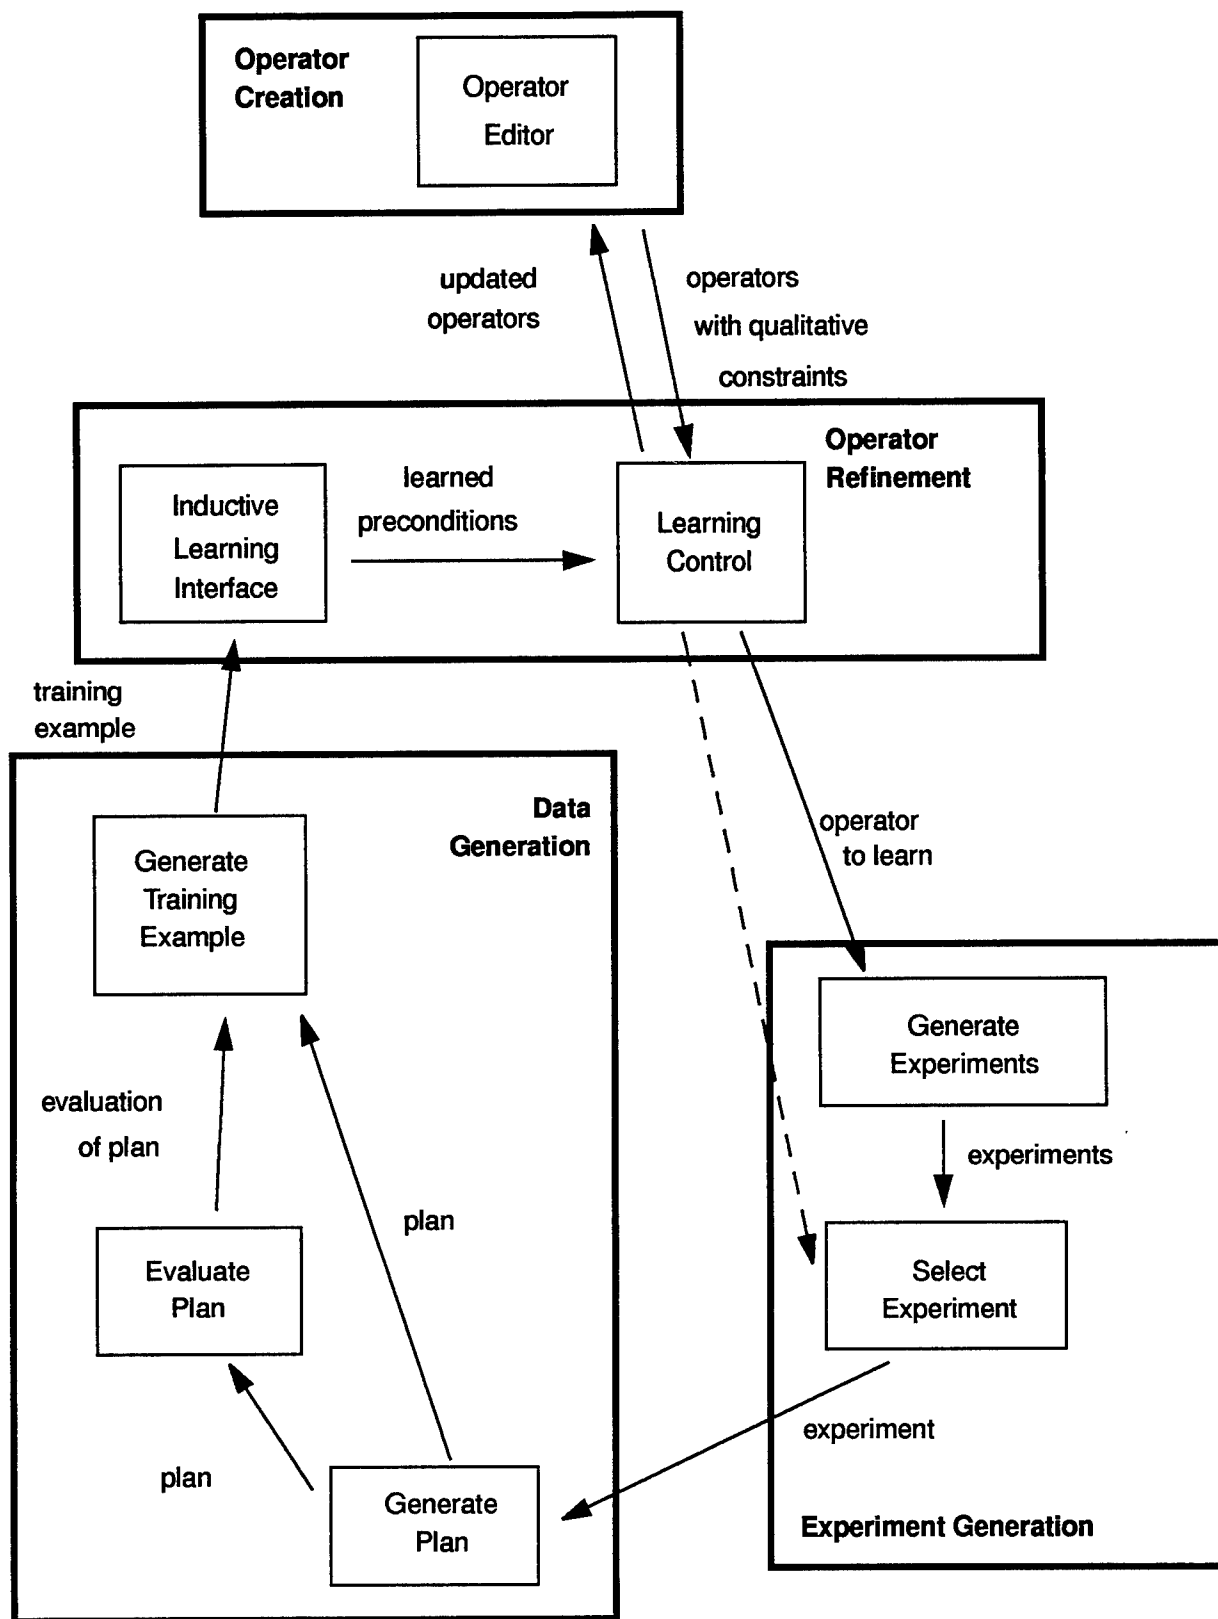 Operator
Creation
Operator
Editor
updated
operators
operators
with qualitative
constraints
Operator
Refinement
Inductive
Learning
Interface
learned
preconditions
Learning
Control
training
example
Data
Generation
Generate
Training
Example
operator
to learn
Generate
Experiments
evaluation
of plan
experiments
plan
Evaluate
Plan
Select
Experiment
experiment
plan
Generate
Plan
Experiment Generation